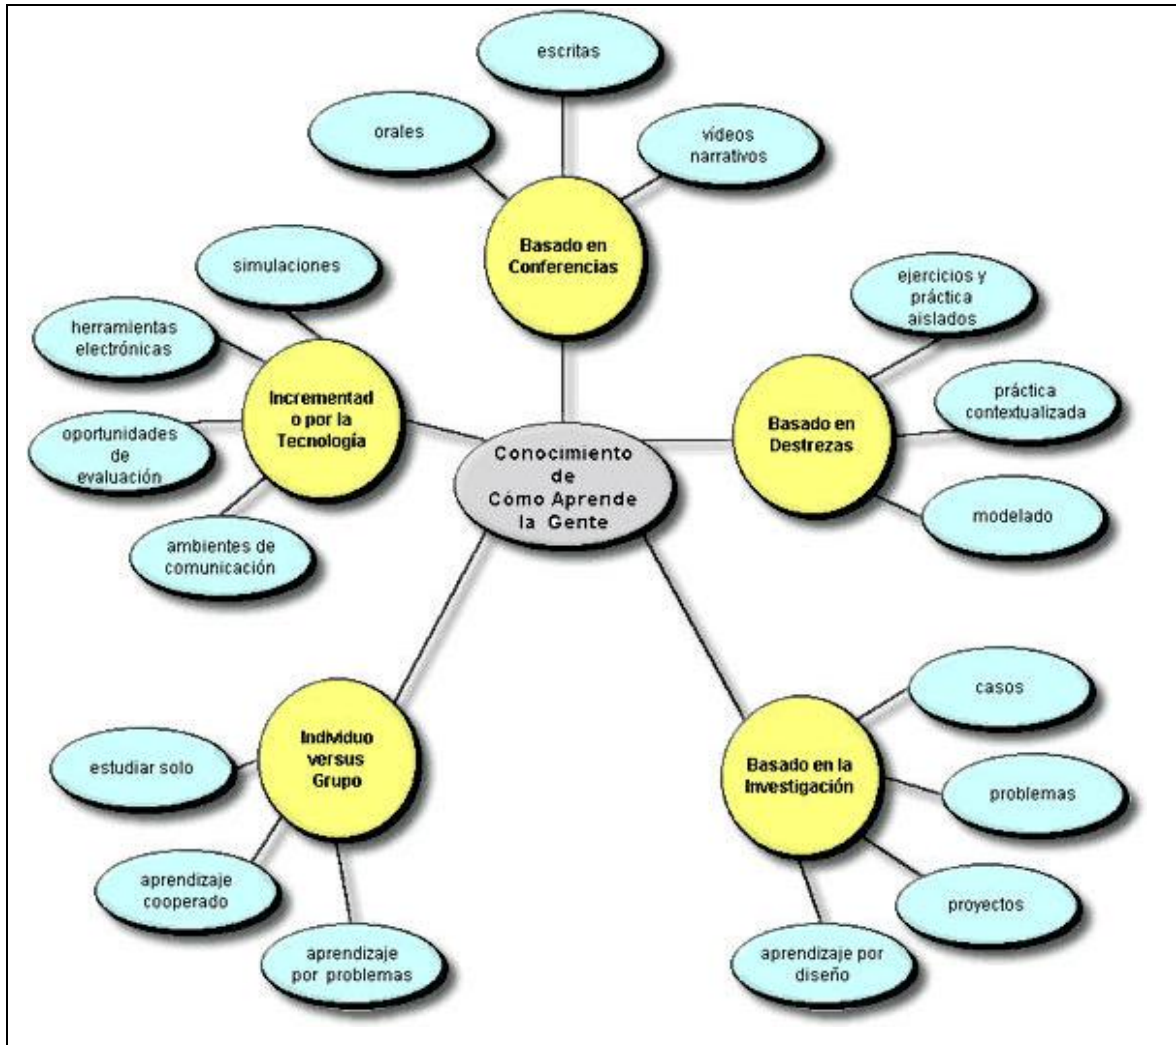 escritas
orales
vídeos
narrativos
Basado en
Conferencias
simulaciones
herramientas
electrónicas
oportunidades
de
evaluación
ambientes de
comunicación
Incrementad
o por la
Tecnología
ejercicios y
práctica
aislados
práctica
contextualizada
modelado
Basado en
Destrezas
Conocimiento
de
Cómo Aprende
la Gente
Individuo
versus
Grupo
estudiar solo
aprendizaje
cooperado
aprendizaje
por problemas
Basado en la
Investigación
casos
problemas
proyectos
aprendizaje por
diseño